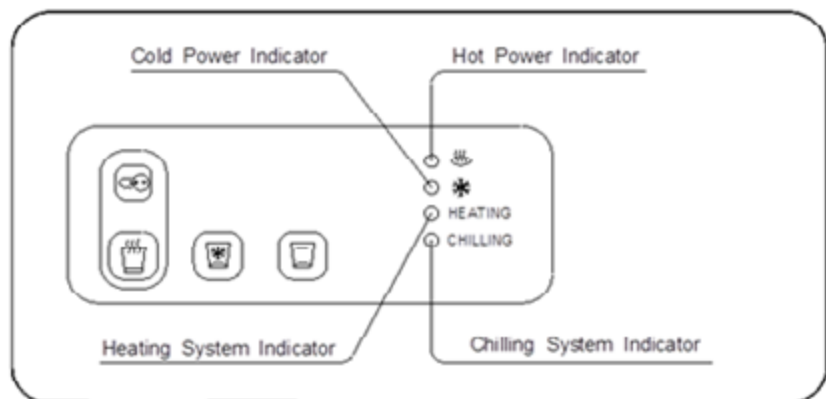 Cold Power Indicator
Hot Power Indicator
HEATING
CHILLING
Heating System Indicator
Chilling System Indicator